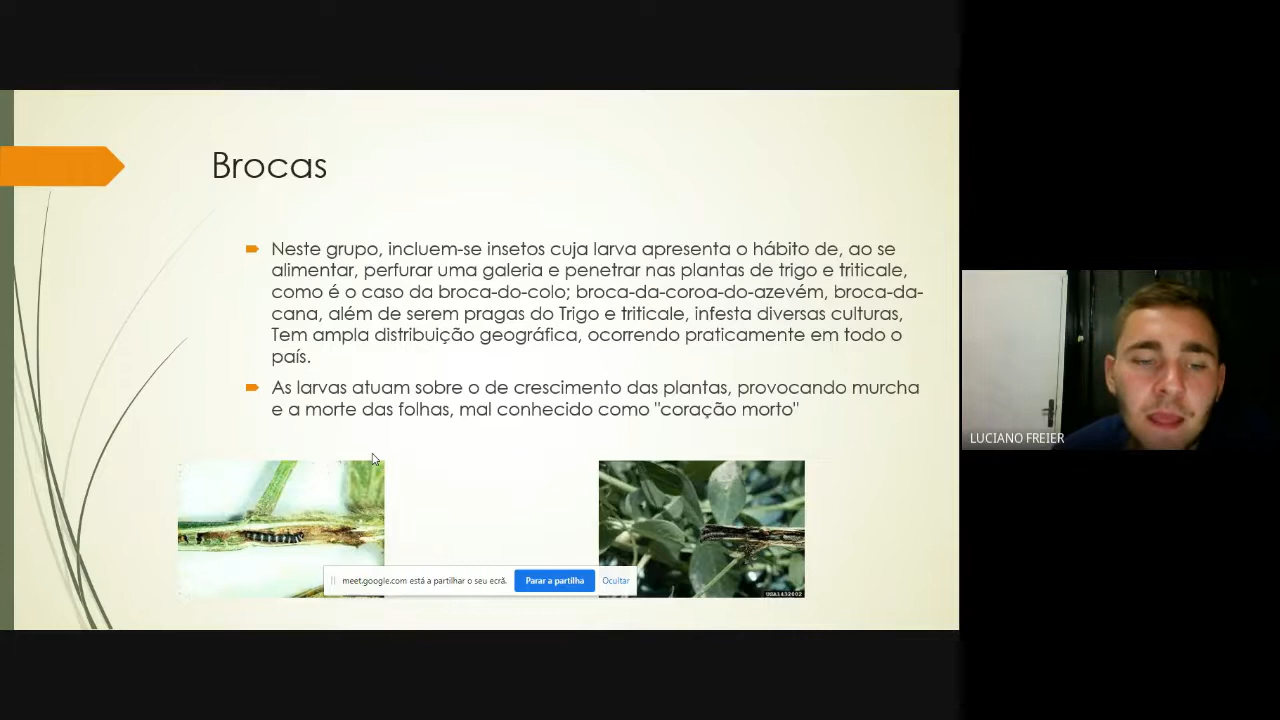 Brocas
Neste grupo, incluem-se insetos cuja larva apresenta o hábito de, ao se
alimentar, perfurar uma galeria e penetrar nas plantas de trigo e triticale,
como é o caso da broca-do-colo; broca-da-coroa-do-azevém, broca-da-
cana, além de serem pragas do Trigo e triticale, infesta diversas culturas,
Tem ampla distribuição geográfica, ocorrendo praticamente em todo o
país.
As larvas atuam sobre o de crescimento das plantas, provocando murcha
e a morte das folhas, mal conhecido como "coração morto"
LUCIANO FREIER
meet.google.com está a partilhar o seu ecrã. Parar a partilha Ocultar
UGA1432002